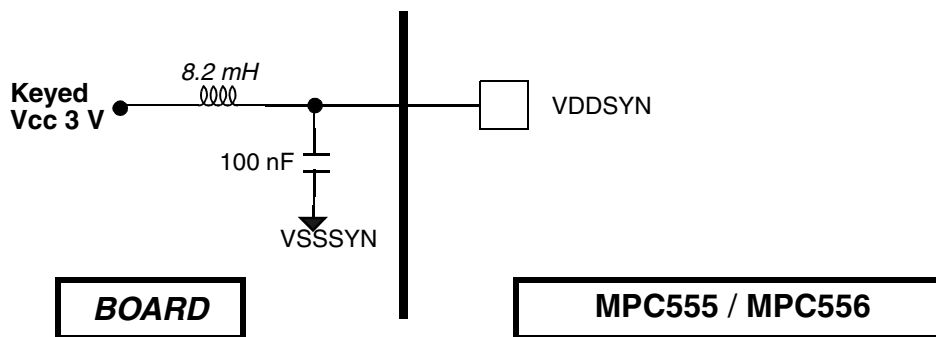 8.2 mH
Keyed
Vcc 3 V
VDDSYN
100 nF
VSSSYN
BOARD
MPC555 / MPC556